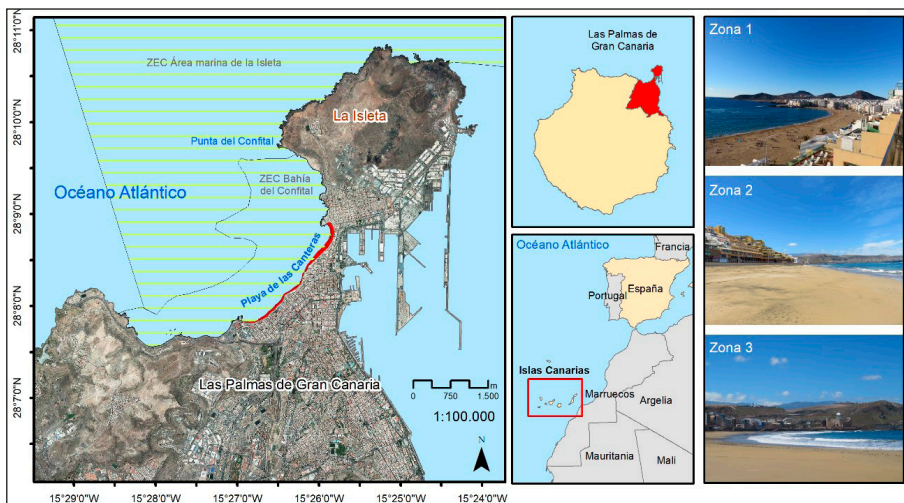 28°11'0"N
28°10'0"N
28°9'0"N
28°8'0"N
28°7'0"N
ZEC Área marina de la Isleta
La Isleta
Punta del Confital
ZEC Bahía
del Confital
Océano Atlántico
Playa de las Canteras
Las Palmas de Gran Canaria
0 750 1.500
m
1:100.000
N
15°29'0"W 15°28'0"W 15°27'0"W 15°26'0"W 15°25'0"W 15°24'0"W
Las Palmas de
Gran Canaria
Océano Atlántico
Francia
España
Portugal
Islas Canarias
Marruecos
Argelia
Mauritania
Mali
Zona 1
Zona 2
Zona 3